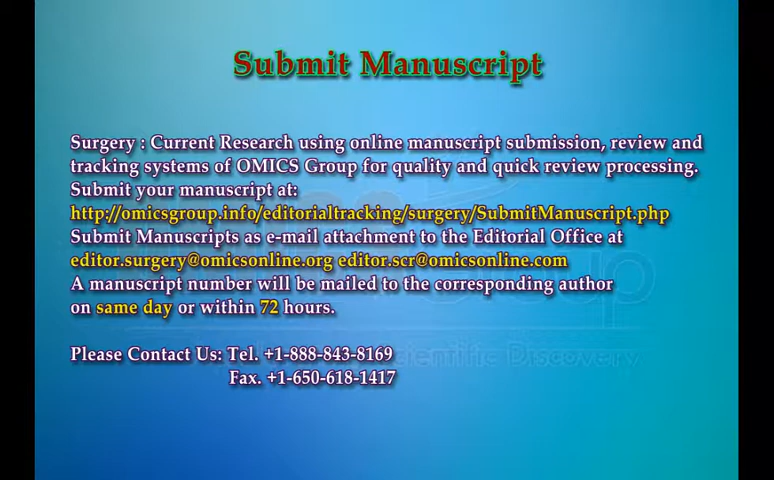 Submit Manuscript
Surgery : Current Research using online manuscript submission, review and
tracking systems of OMICS Group for quality and quick review processing.
Submit your manuscript at:
http://omicsgroup.info/editorialtracking/surgery/SubmitManuscript.php
Submit Manuscripts as e-mail attachment to the Editorial Office at
editor.surgery@omicsonline.org editor.scr@omicsonline.com
A manuscript number will be mailed to the corresponding author
on same day or within 72 hours.
Please Contact Us: Tel. +1-888-843-8169
Fax. +1-650-618-1417
Group
Scientific Discovery